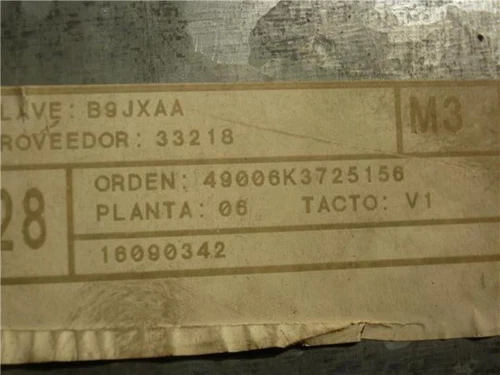 LAVE: B9JXAA
ROVEEDOR: 33218
M3
28
ORDEN: 49006K3725156
PLANTA: 06 TACTO: V1
16090342